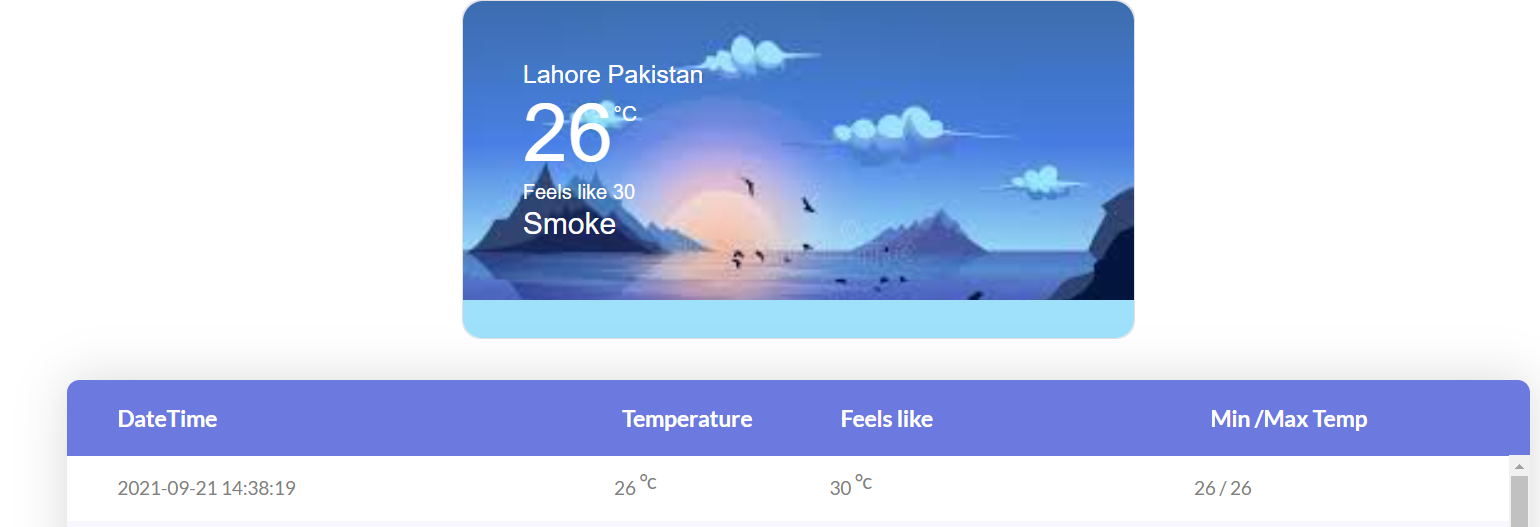 Lahore Pakistan
26°C
Feels like 30
Smoke
DateTime Temperature Feels like Min /Max Temp
2021-09-21 14:38:19 26 °C 30 °C 26 / 26